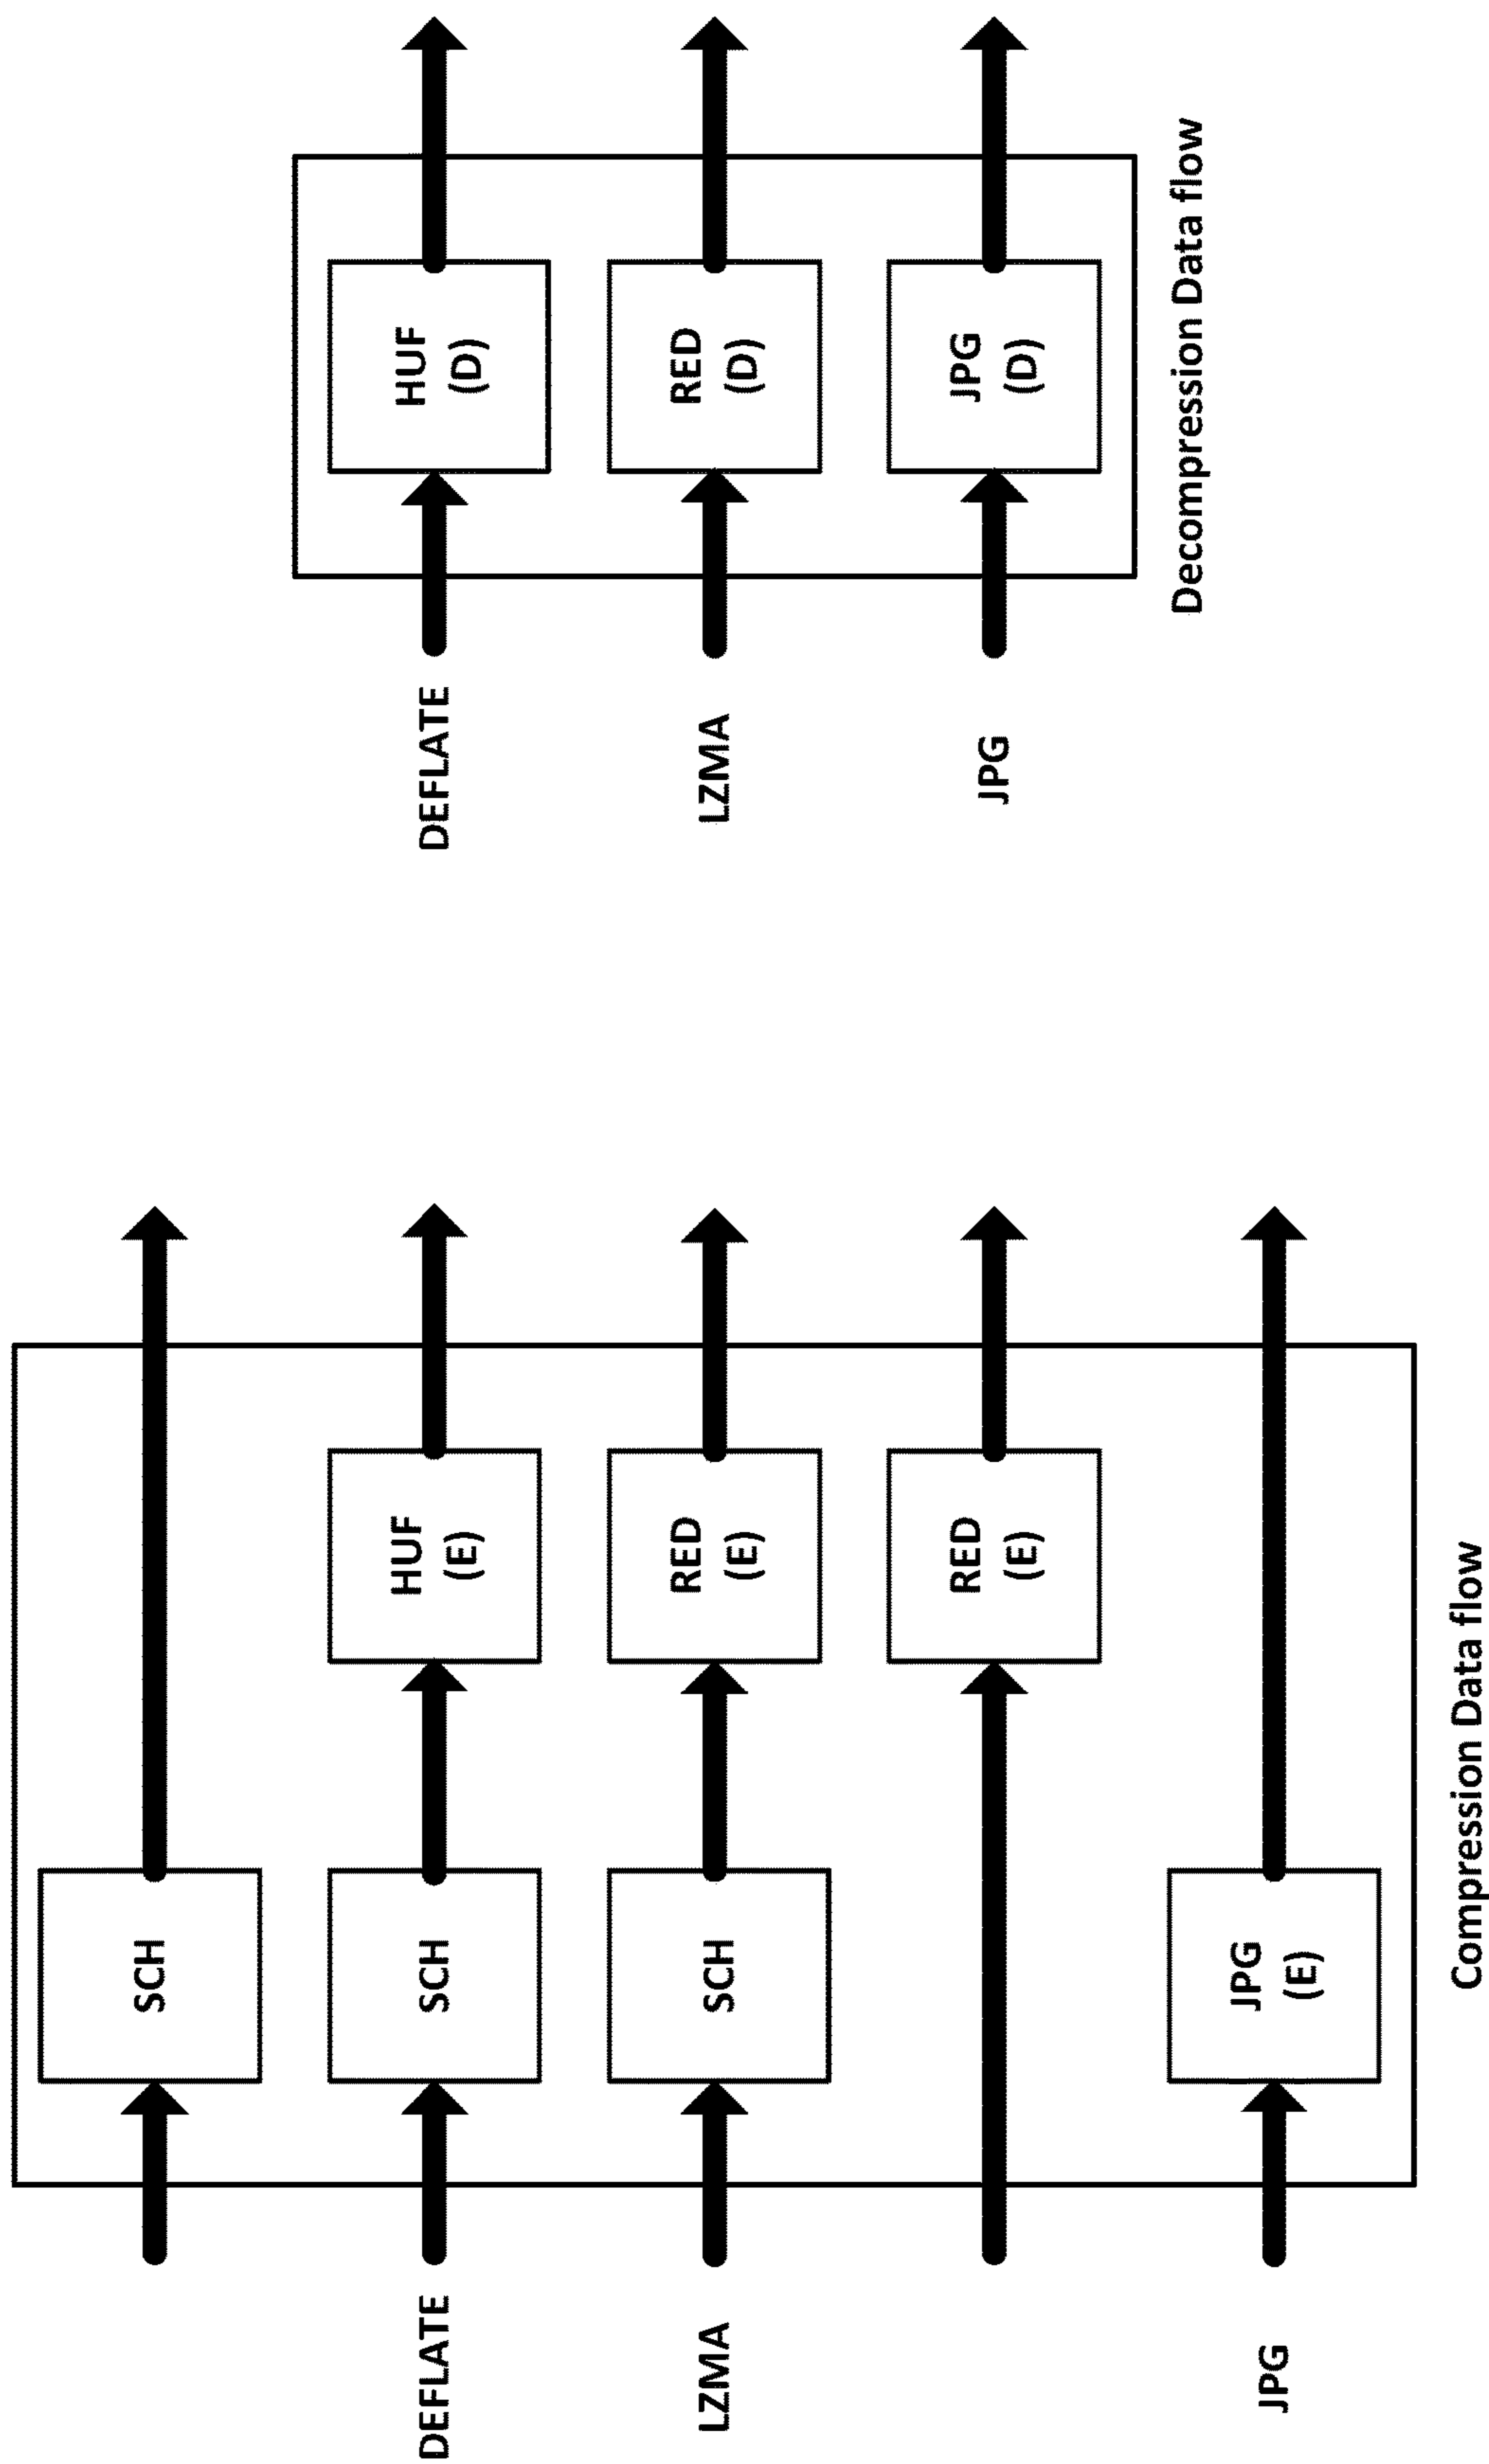 SCH
DEFLATE
SCH
HUF
(E)
LZMA
SCH
RED
(E)
RED
(E)
JPG
JPG
(E)
Compression Data flow
DEFLATE
HUF
(D)
LZMA
RED
(D)
JPG
JPG
(D)
Decompression Data flow